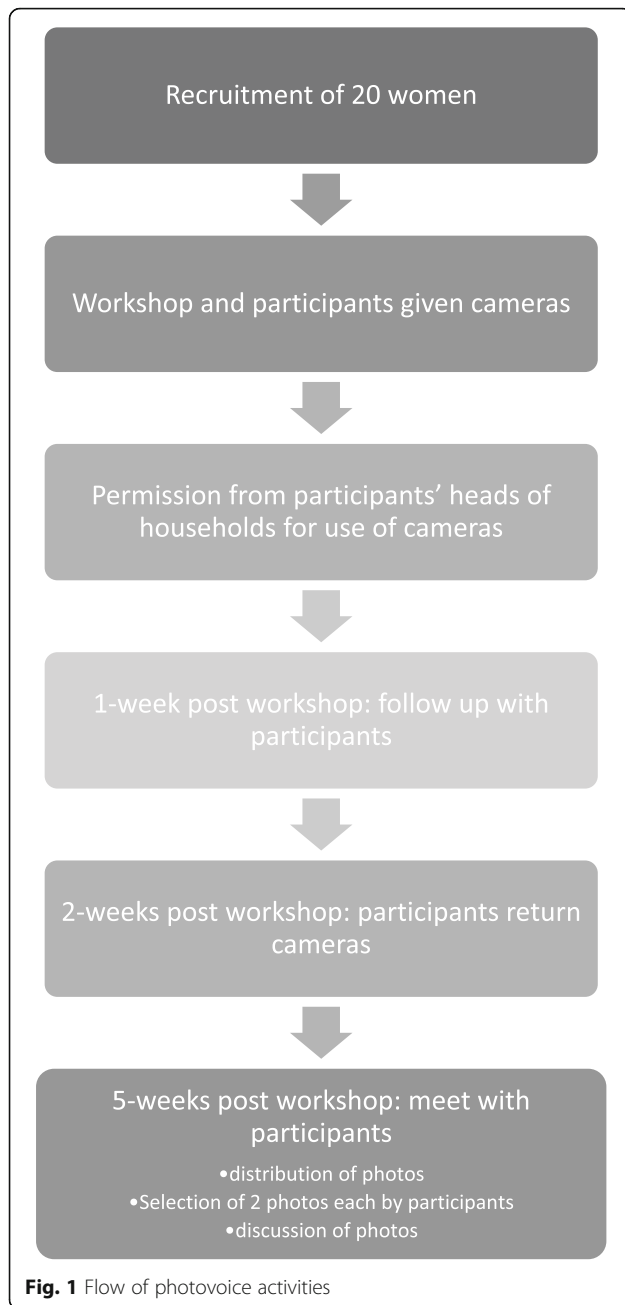 Recruitment of 20 women
Workshop and participants given cameras
Permission from participants’ heads of
households for use of cameras
1-week post workshop: follow up with
participants
2-weeks post workshop: participants return
cameras
5-weeks post workshop: meet with
participants
•distribution of photos
•Selection of 2 photos each by participants
•discussion of photos
Fig. 1 Flow of photovoice activities